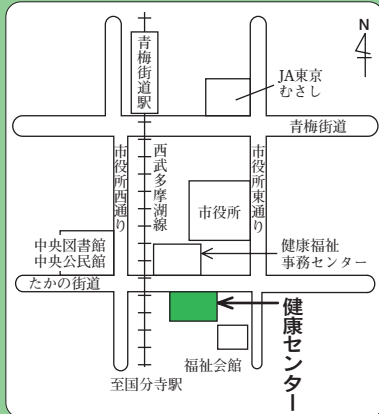 N
青梅街道駅
JA東京
むさし
青梅街道
市役所西通り
西武多摩湖線
市役所東通り
市役所
中央図書館
中央公民館
健康福祉
事務センター
たかの街道
健康センター
福祉会館
至国分寺駅